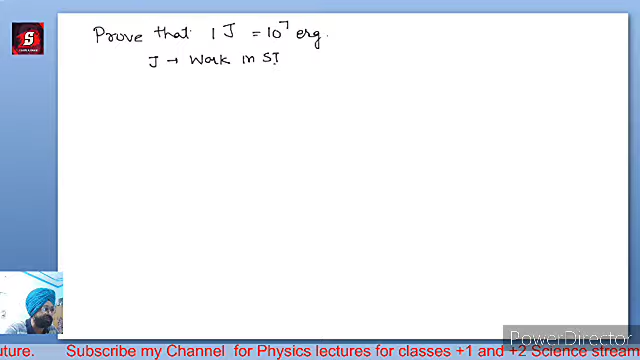 Prove that: 1 J = 10⁷ erg.
J → Work in SI
S
PowerDirector
uture. Subscribe my Channel for Physics lectures for classes +1 and +2 Science stream